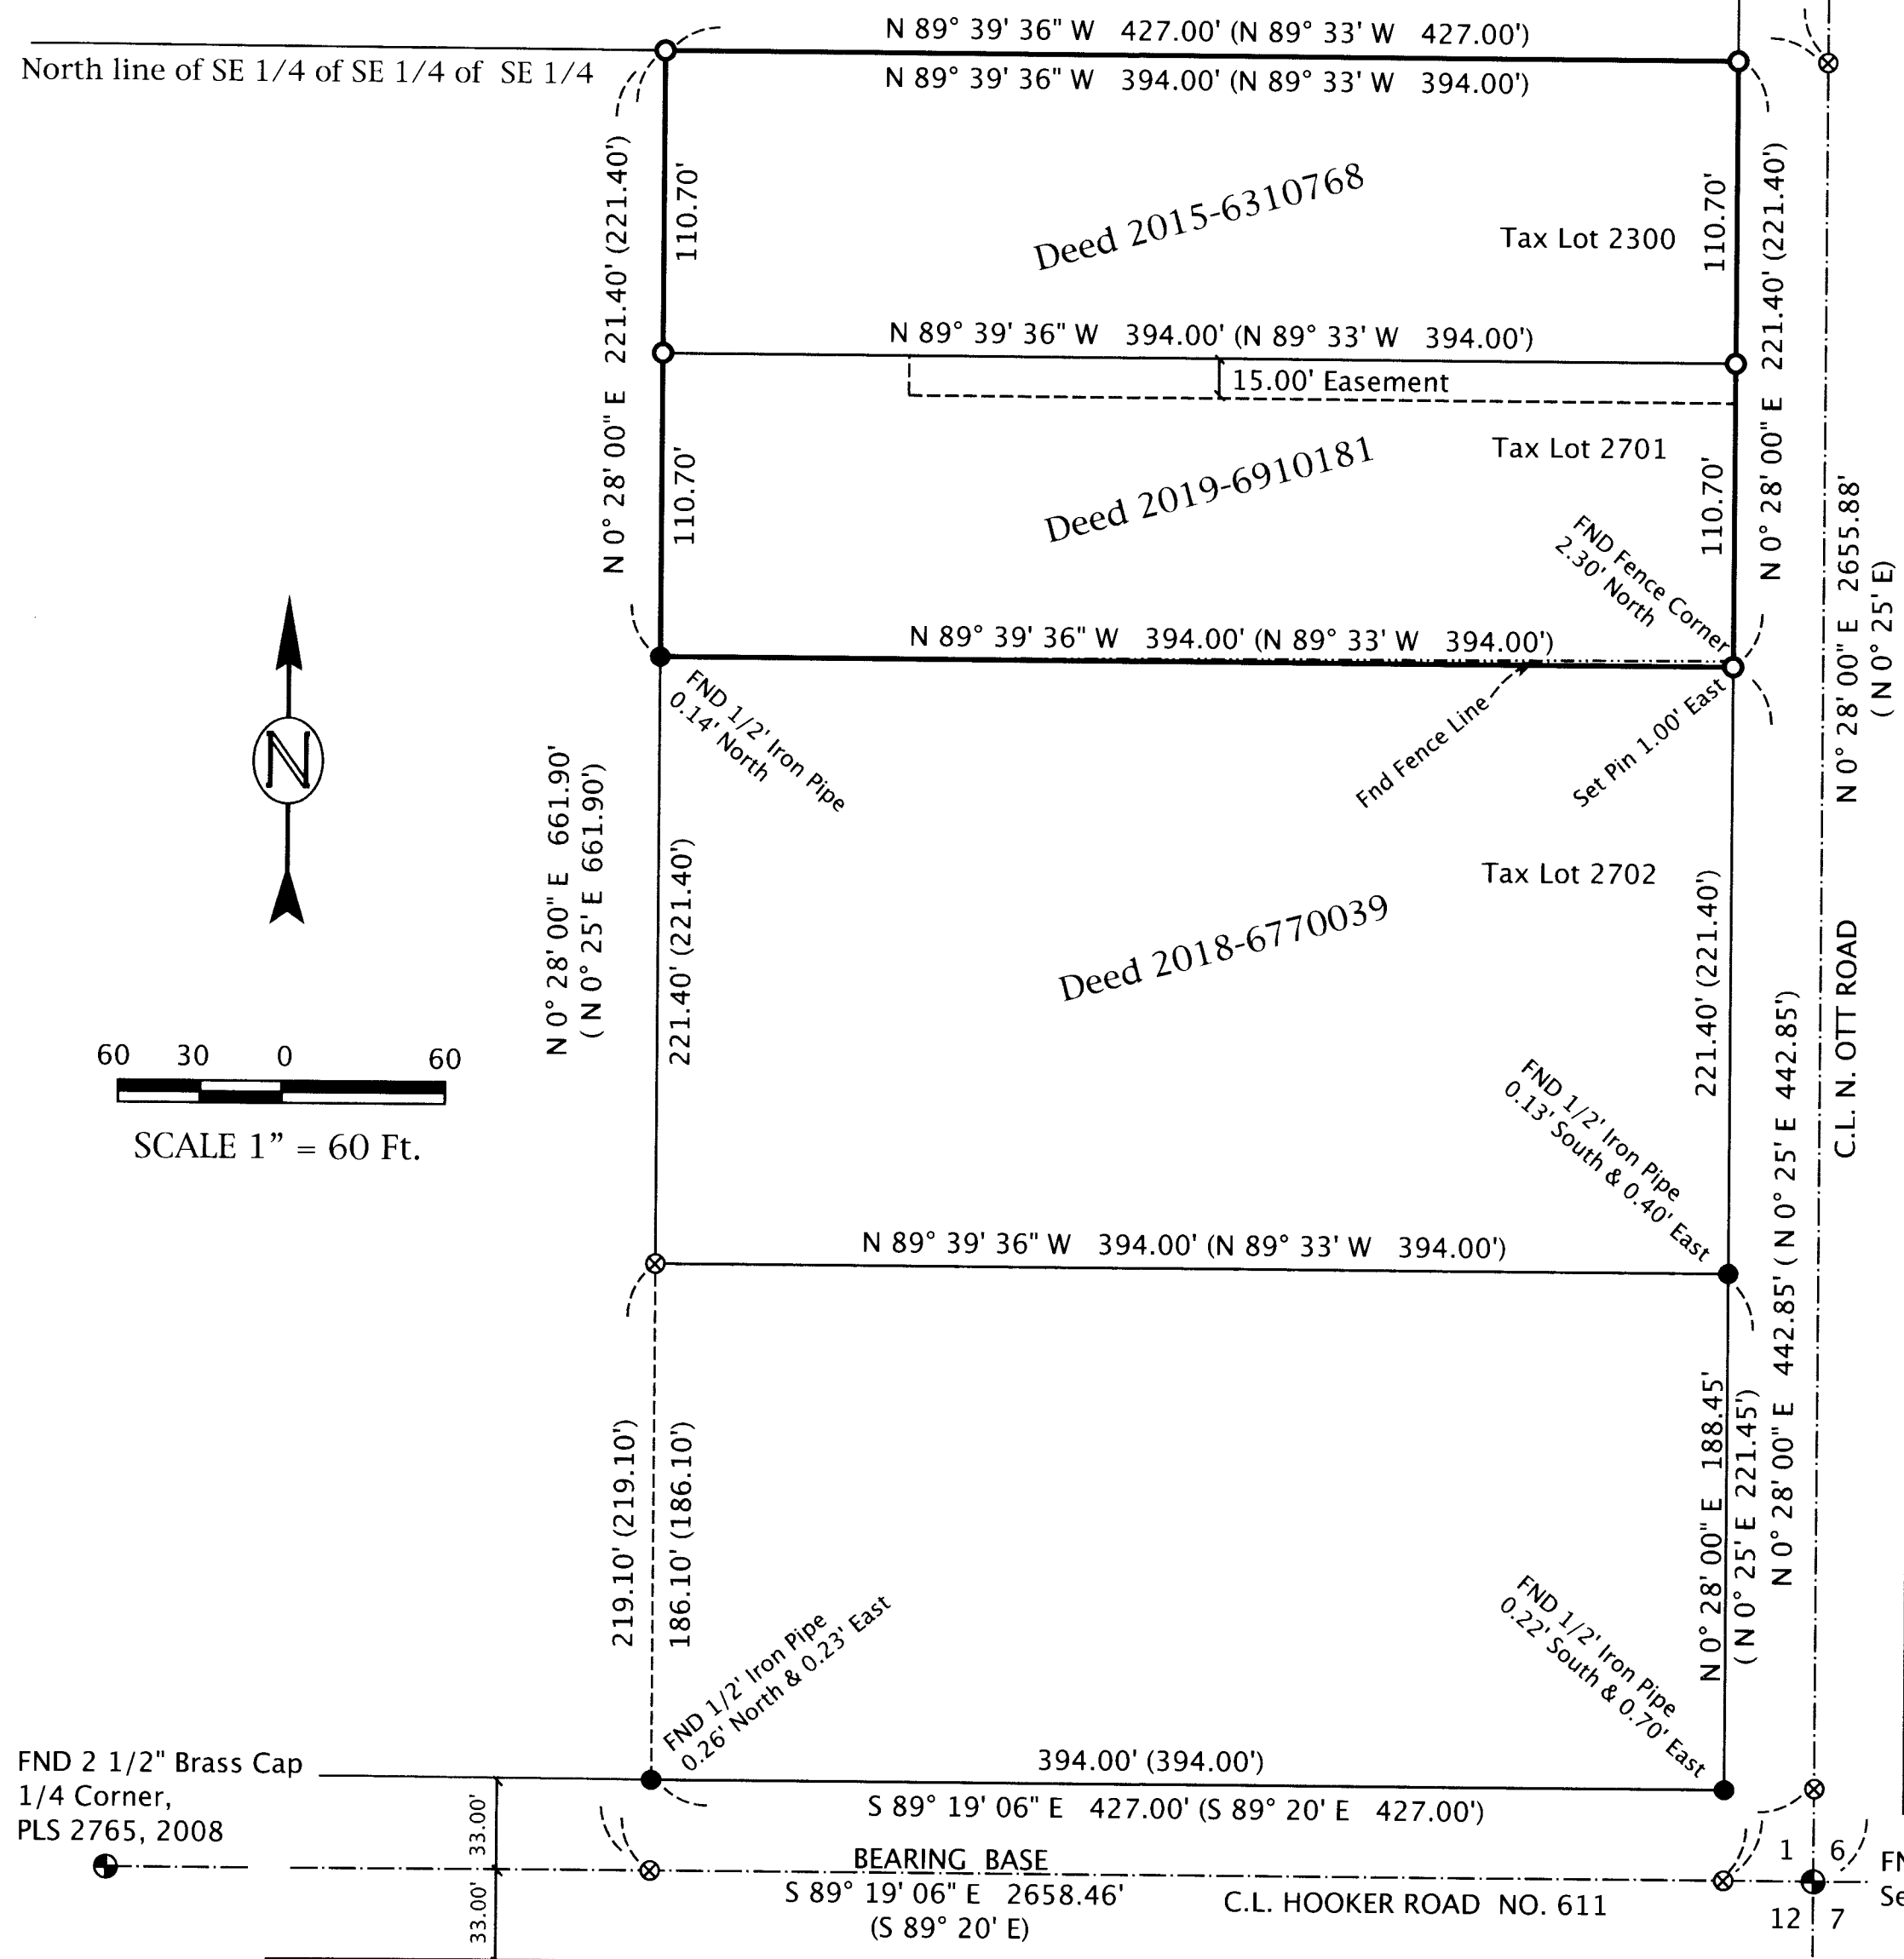 N 89° 39' 36" W 427.00' (N 89° 33' W 427.00')
North line of SE 1/4 of SE 1/4 of SE 1/4
N 89° 39' 36" W 394.00' (N 89° 33' W 394.00')
N 0° 28' 00" E 221.40' (221.40')
110.70'
Deed 2015-6310768
Tax Lot 2300
110.70'
N 0° 28' 00" E 221.40' (221.40')
N 89° 39' 36" W 394.00' (N 89° 33' W 394.00')
15.00' Easement
Tax Lot 2701
110.70'
Deed 2019-6910181
110.70'
FND Fence Corner
2.30' North
N 0° 28' 00" E 2655.88'
( N 0° 25' E)
N 89° 39' 36" W 394.00' (N 89° 33' W 394.00')
FND 1/2' Iron Pipe
0.14' North
Fnd Fence Line
Set Pin 1.00' East
N
N 0° 28' 00" E 661.90'
( N 0° 25' E 661.90')
221.40' (221.40')
Tax Lot 2702
Deed 2018-6770039
221.40' (221.40')
C.L. N. OTT ROAD
60 30 0 60
SCALE 1” = 60 Ft.
FND 1/2' Iron Pipe
0.13' South & 0.40' East
N 0° 28' 00" E 442.85' ( N 0° 25' E 442.85')
N 89° 39' 36" W 394.00' (N 89° 33' W 394.00')
219.10' (219.10')
186.10' (186.10')
N 0° 28' 00" E 188.45'
( N 0° 25' E 221.45')
FND 1/2' Iron Pipe
0.26' North & 0.23' East
FND 1/2' Iron Pipe
0.22' South & 0.70' East
FND 2 1/2" Brass Cap
1/4 Corner,
PLS 2765, 2008
33.00'
33.00'
394.00' (394.00')
S 89° 19' 06" E 427.00' (S 89° 20' E 427.00')
BEARING BASE
S 89° 19' 06" E 2658.46'
(S 89° 20' E)
C.L. HOOKER ROAD NO. 611
1 6
12 7